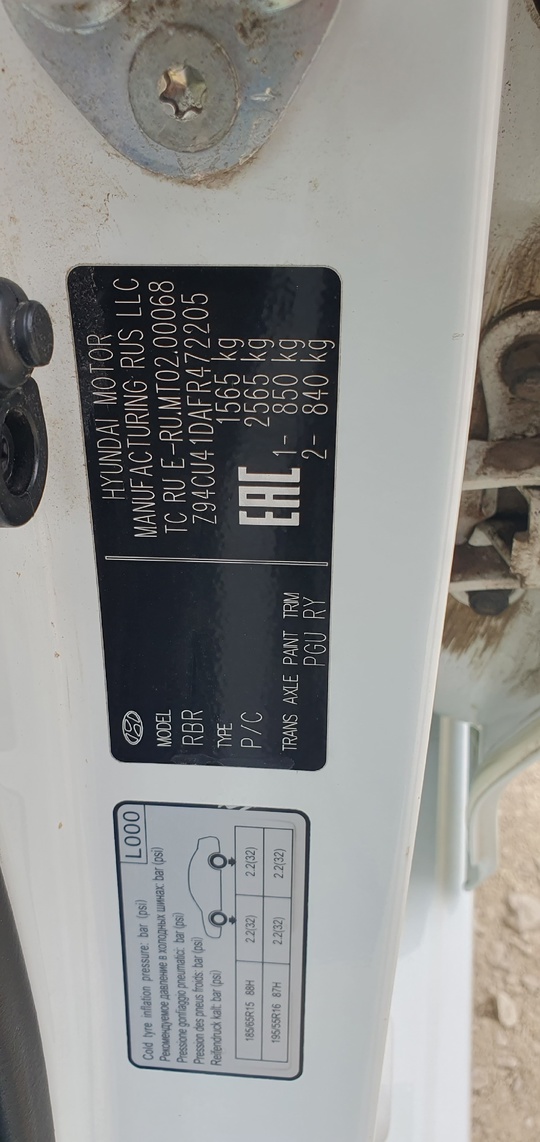 HYUNDAI MOTOR
MANUFACTURING RUS LLC
TC RU E-RU.MT02.00068
Z94CU41DAFR472205
1565 kg
2565 kg
EAC 1- 850 kg
2- 840 kg
MODEL
RBR
TYPE
P/C
TRANS AXLE PAINT TRIM
PGU RY
L000
Cold tyre inflation pressure: bar (psi)
Рекомендуемое давление в холодных шинах: bar (psi)
Pressione gonfiaggio pneumatici: bar (psi)
Pression des pneus froids: bar (psi)
Reifendruck kalt: bar (psi)
185/65R15 88H 2.2(32) 2.2(32)
195/55R16 87H 2.2(32) 2.2(32)